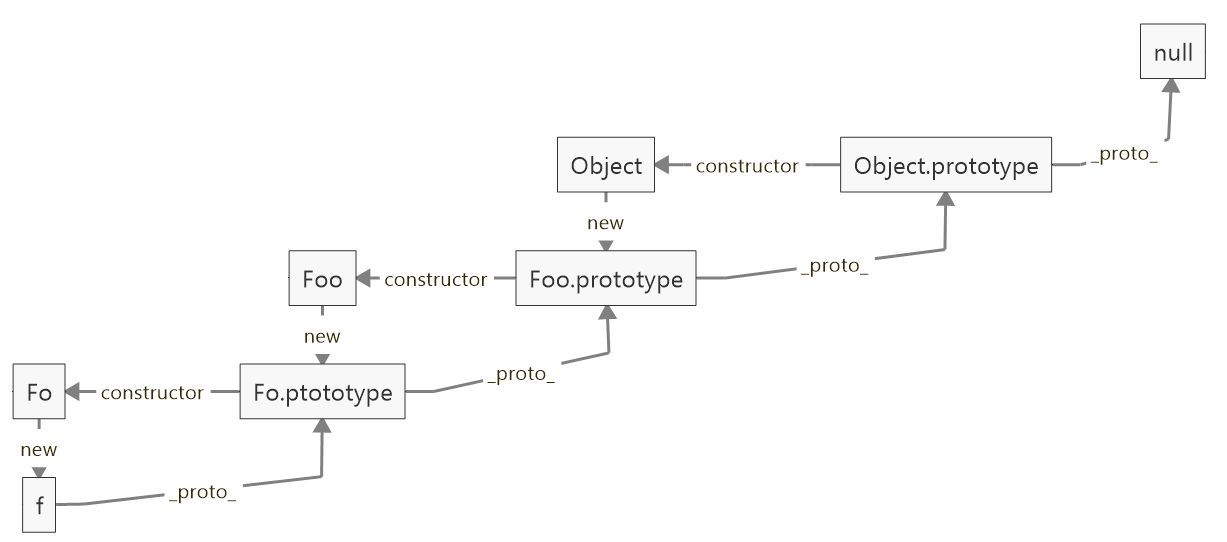 null
_proto_
Object
constructor
Object.prototype
new
_proto_
Foo
constructor
Foo.prototype
new
_proto_
Fo
constructor
Fo.ptototype
new
_proto_
f